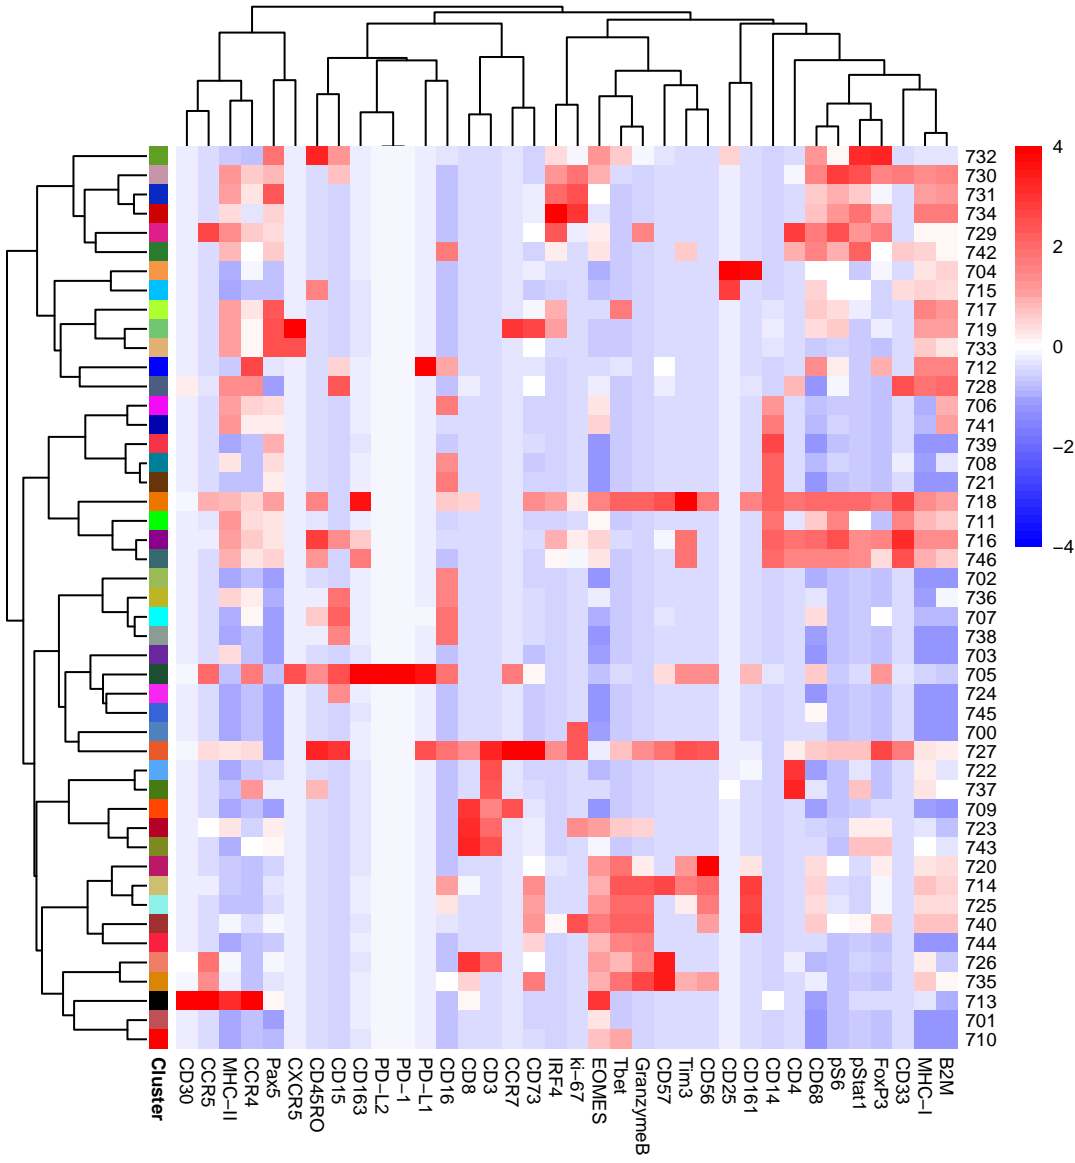 4
2
0
−2
−4
732
730
731
734
729
742
704
715
717
719
733
712
728
706
741
739
708
721
718
711
716
746
702
736
707
738
703
705
724
745
700
727
722
737
709
723
743
720
714
725
740
744
726
735
713
701
710
Cluster
CD30
CCR5
MHC−II
CCR4
Pax5
CXCR5
CD45RO
CD15
CD163
PD−L2
PD−1
PD−L1
CD16
CD8
CD3
CCR7
CD73
IRF4
ki−67
EOMES
Tbet
GranzymeB
CD57
Tim3
CD56
CD25
CD161
CD14
CD4
CD68
pS6
pStat1
FoxP3
CD33
MHC−I
B2M